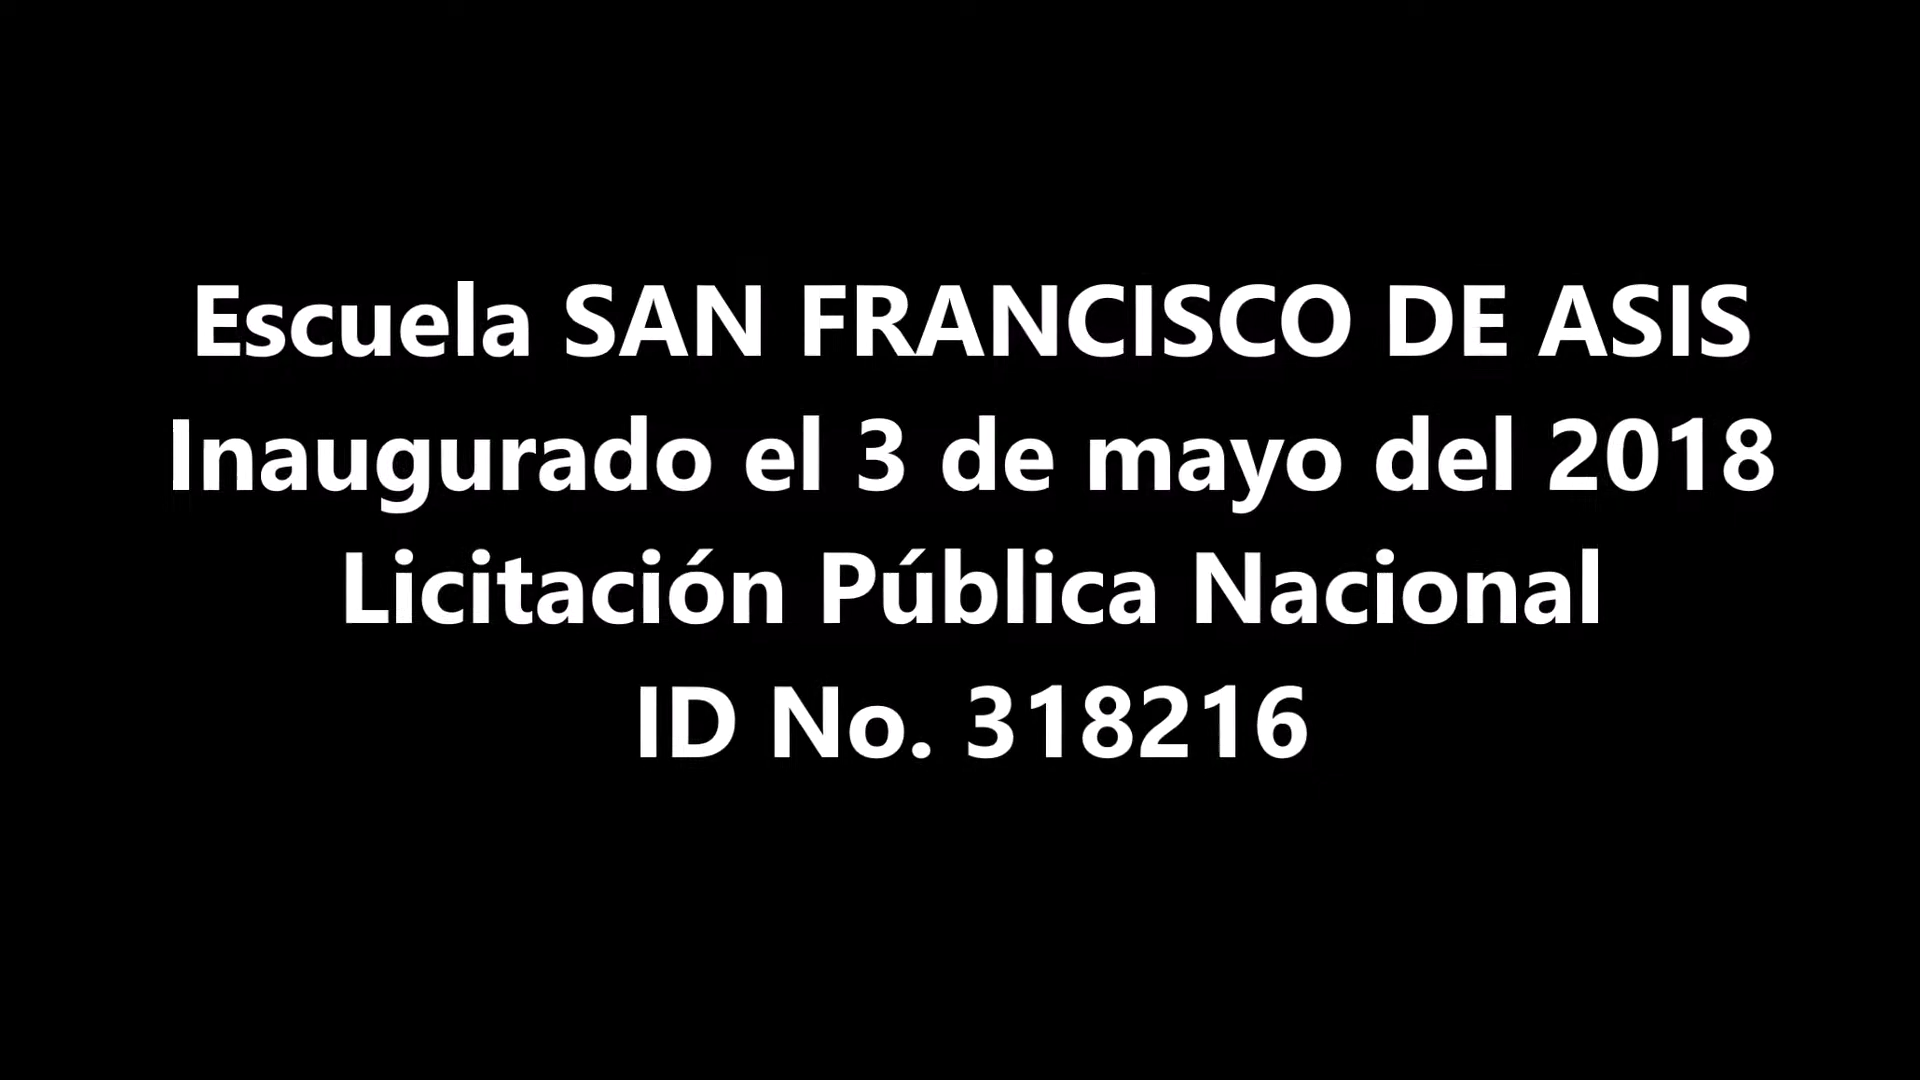 Escuela SAN FRANCISCO DE ASIS
Inaugurado el 3 de mayo del 2018
Licitación Pública Nacional
ID No. 318216